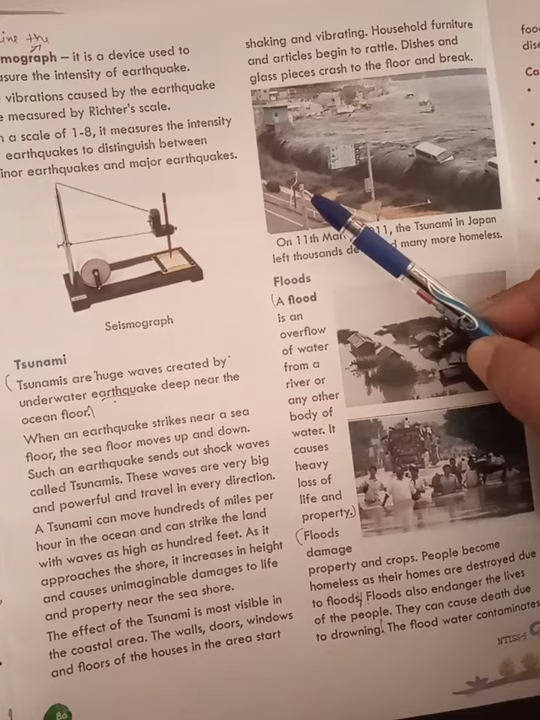 ine the
mograph – it is a device used to
asure the intensity of earthquake.
vibrations caused by the earthquake
e measured by Richter's scale.
n a scale of 1-8, it measures the intensity
earthquakes to distinguish between
inor earthquakes and major earthquakes.
Seismograph
Tsunami
Tsunamis are huge waves created by
underwater earthquake deep near the
ocean floor.
When an earthquake strikes near a sea
floor, the sea floor moves up and down.
Such an earthquake sends out shock waves
called Tsunamis. These waves are very big
and powerful and travel in every direction.
A Tsunami can move hundreds of miles per
hour in the ocean and can strike the land
with waves as high as hundred feet. As it
approaches the shore, it increases in height
and causes unimaginable damages to life
and property near the sea shore.
The effect of the Tsunami is most visible in
the coastal area. The walls, doors, windows
and floors of the houses in the area start
80
shaking and vibrating. Household furniture
and articles begin to rattle. Dishes and
glass pieces crash to the floor and break.
On 11th Mar 11, the Tsunami in Japan
left thousands de d many more homeless.
Floods
A flood
is an
overflow
of water
from a
river or
any other
body of
water. It
causes
heavy
loss of
life and
property.
Floods
damage
property and crops. People become
homeless as their homes are destroyed due
to floods. Floods also endanger the lives
of the people. They can cause death due
to drowning. The flood water contaminates
NTLSS-5
foo
dise
Ca